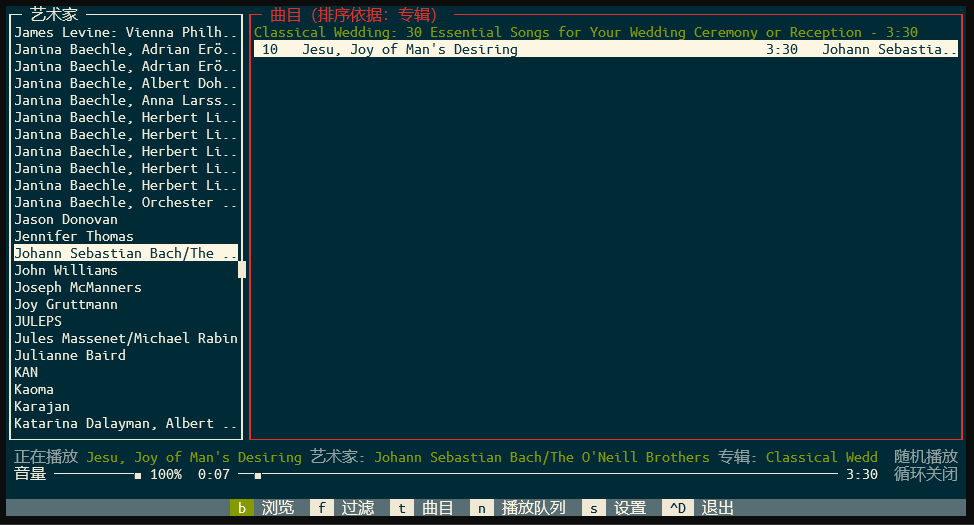 艺术家
James Levine: Vienna Philh..
Janina Baechle, Adrian Erö..
Janina Baechle, Adrian Erö..
Janina Baechle, Albert Doh..
Janina Baechle, Anna Larss..
Janina Baechle, Herbert Li..
Janina Baechle, Herbert Li..
Janina Baechle, Herbert Li..
Janina Baechle, Herbert Li..
Janina Baechle, Herbert Li..
Janina Baechle, Orchester ..
Jason Donovan
Jennifer Thomas
Johann Sebastian Bach/The ..
John Williams
Joseph McManners
Joy Gruttmann
JULEPS
Jules Massenet/Michael Rabin
Julianne Baird
KAN
Kaoma
Karajan
Katarina Dalayman, Albert ..
曲目 (排序依据: 专辑)
Classical Wedding: 30 Essential Songs for Your Wedding Ceremony or Reception - 3:30
10 Jesu, Joy of Man's Desiring 3:30 Johann Sebastia..
正在播放 Jesu, Joy of Man's Desiring 艺术家: Johann Sebastian Bach/The O'Neill Brothers 专辑: Classical Wedd 随机播放
音量 100% 0:07 3:30 循环关闭
b 浏览 f 过滤 t 曲目 n 播放队列 s 设置 ^D 退出